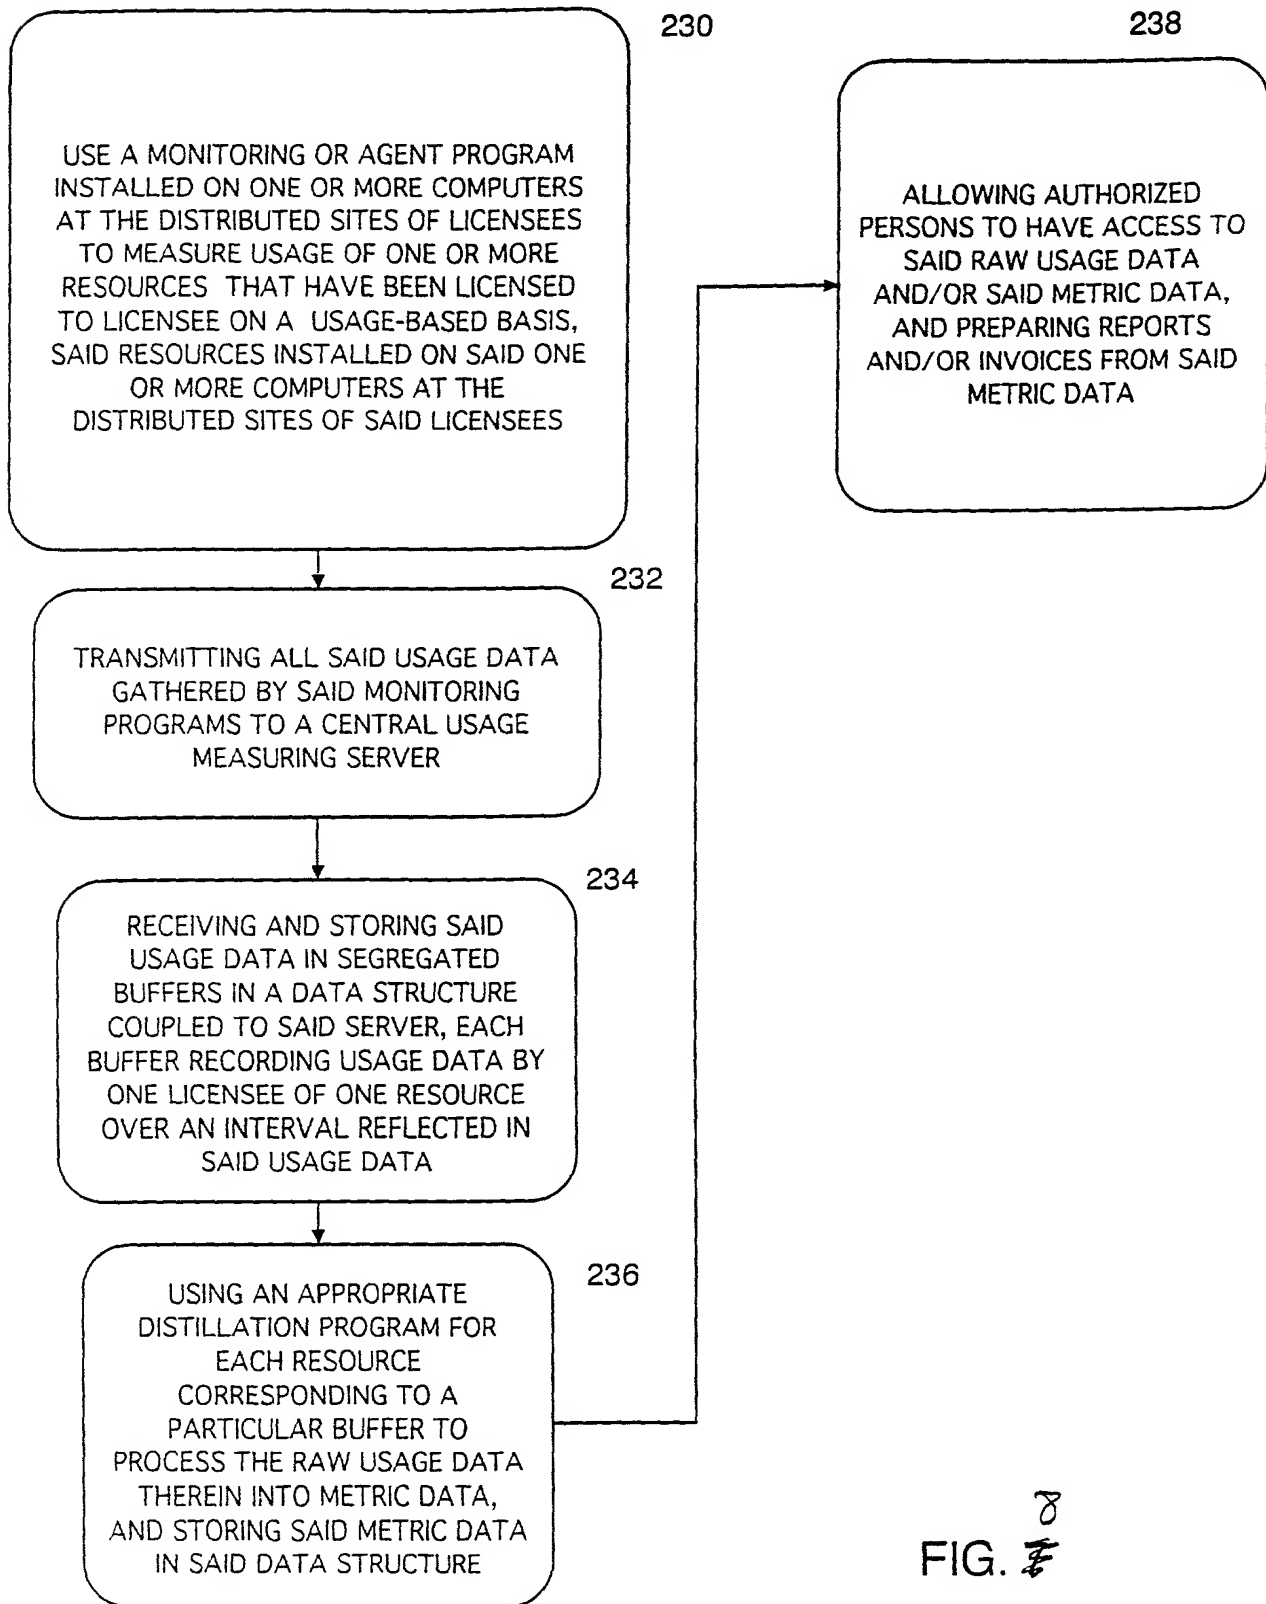 230
USE A MONITORING OR AGENT PROGRAM
INSTALLED ON ONE OR MORE COMPUTERS
AT THE DISTRIBUTED SITES OF LICENSEES
TO MEASURE USAGE OF ONE OR MORE
RESOURCES THAT HAVE BEEN LICENSED
TO LICENSEE ON A USAGE-BASED BASIS,
SAID RESOURCES INSTALLED ON SAID ONE
OR MORE COMPUTERS AT THE
DISTRIBUTED SITES OF SAID LICENSEES
232
TRANSMITTING ALL SAID USAGE DATA
GATHERED BY SAID MONITORING
PROGRAMS TO A CENTRAL USAGE
MEASURING SERVER
234
RECEIVING AND STORING SAID
USAGE DATA IN SEGREGATED
BUFFERS IN A DATA STRUCTURE
COUPLED TO SAID SERVER, EACH
BUFFER RECORDING USAGE DATA BY
ONE LICENSEE OF ONE RESOURCE
OVER AN INTERVAL REFLECTED IN
SAID USAGE DATA
236
USING AN APPROPRIATE
DISTILLATION PROGRAM FOR
EACH RESOURCE
CORRESPONDING TO A
PARTICULAR BUFFER TO
PROCESS THE RAW USAGE DATA
THEREIN INTO METRIC DATA,
AND STORING SAID METRIC DATA
IN SAID DATA STRUCTURE
238
ALLOWING AUTHORIZED
PERSONS TO HAVE ACCESS TO
SAID RAW USAGE DATA
AND/OR SAID METRIC DATA,
AND PREPARING REPORTS
AND/OR INVOICES FROM SAID
METRIC DATA
8
FIG.